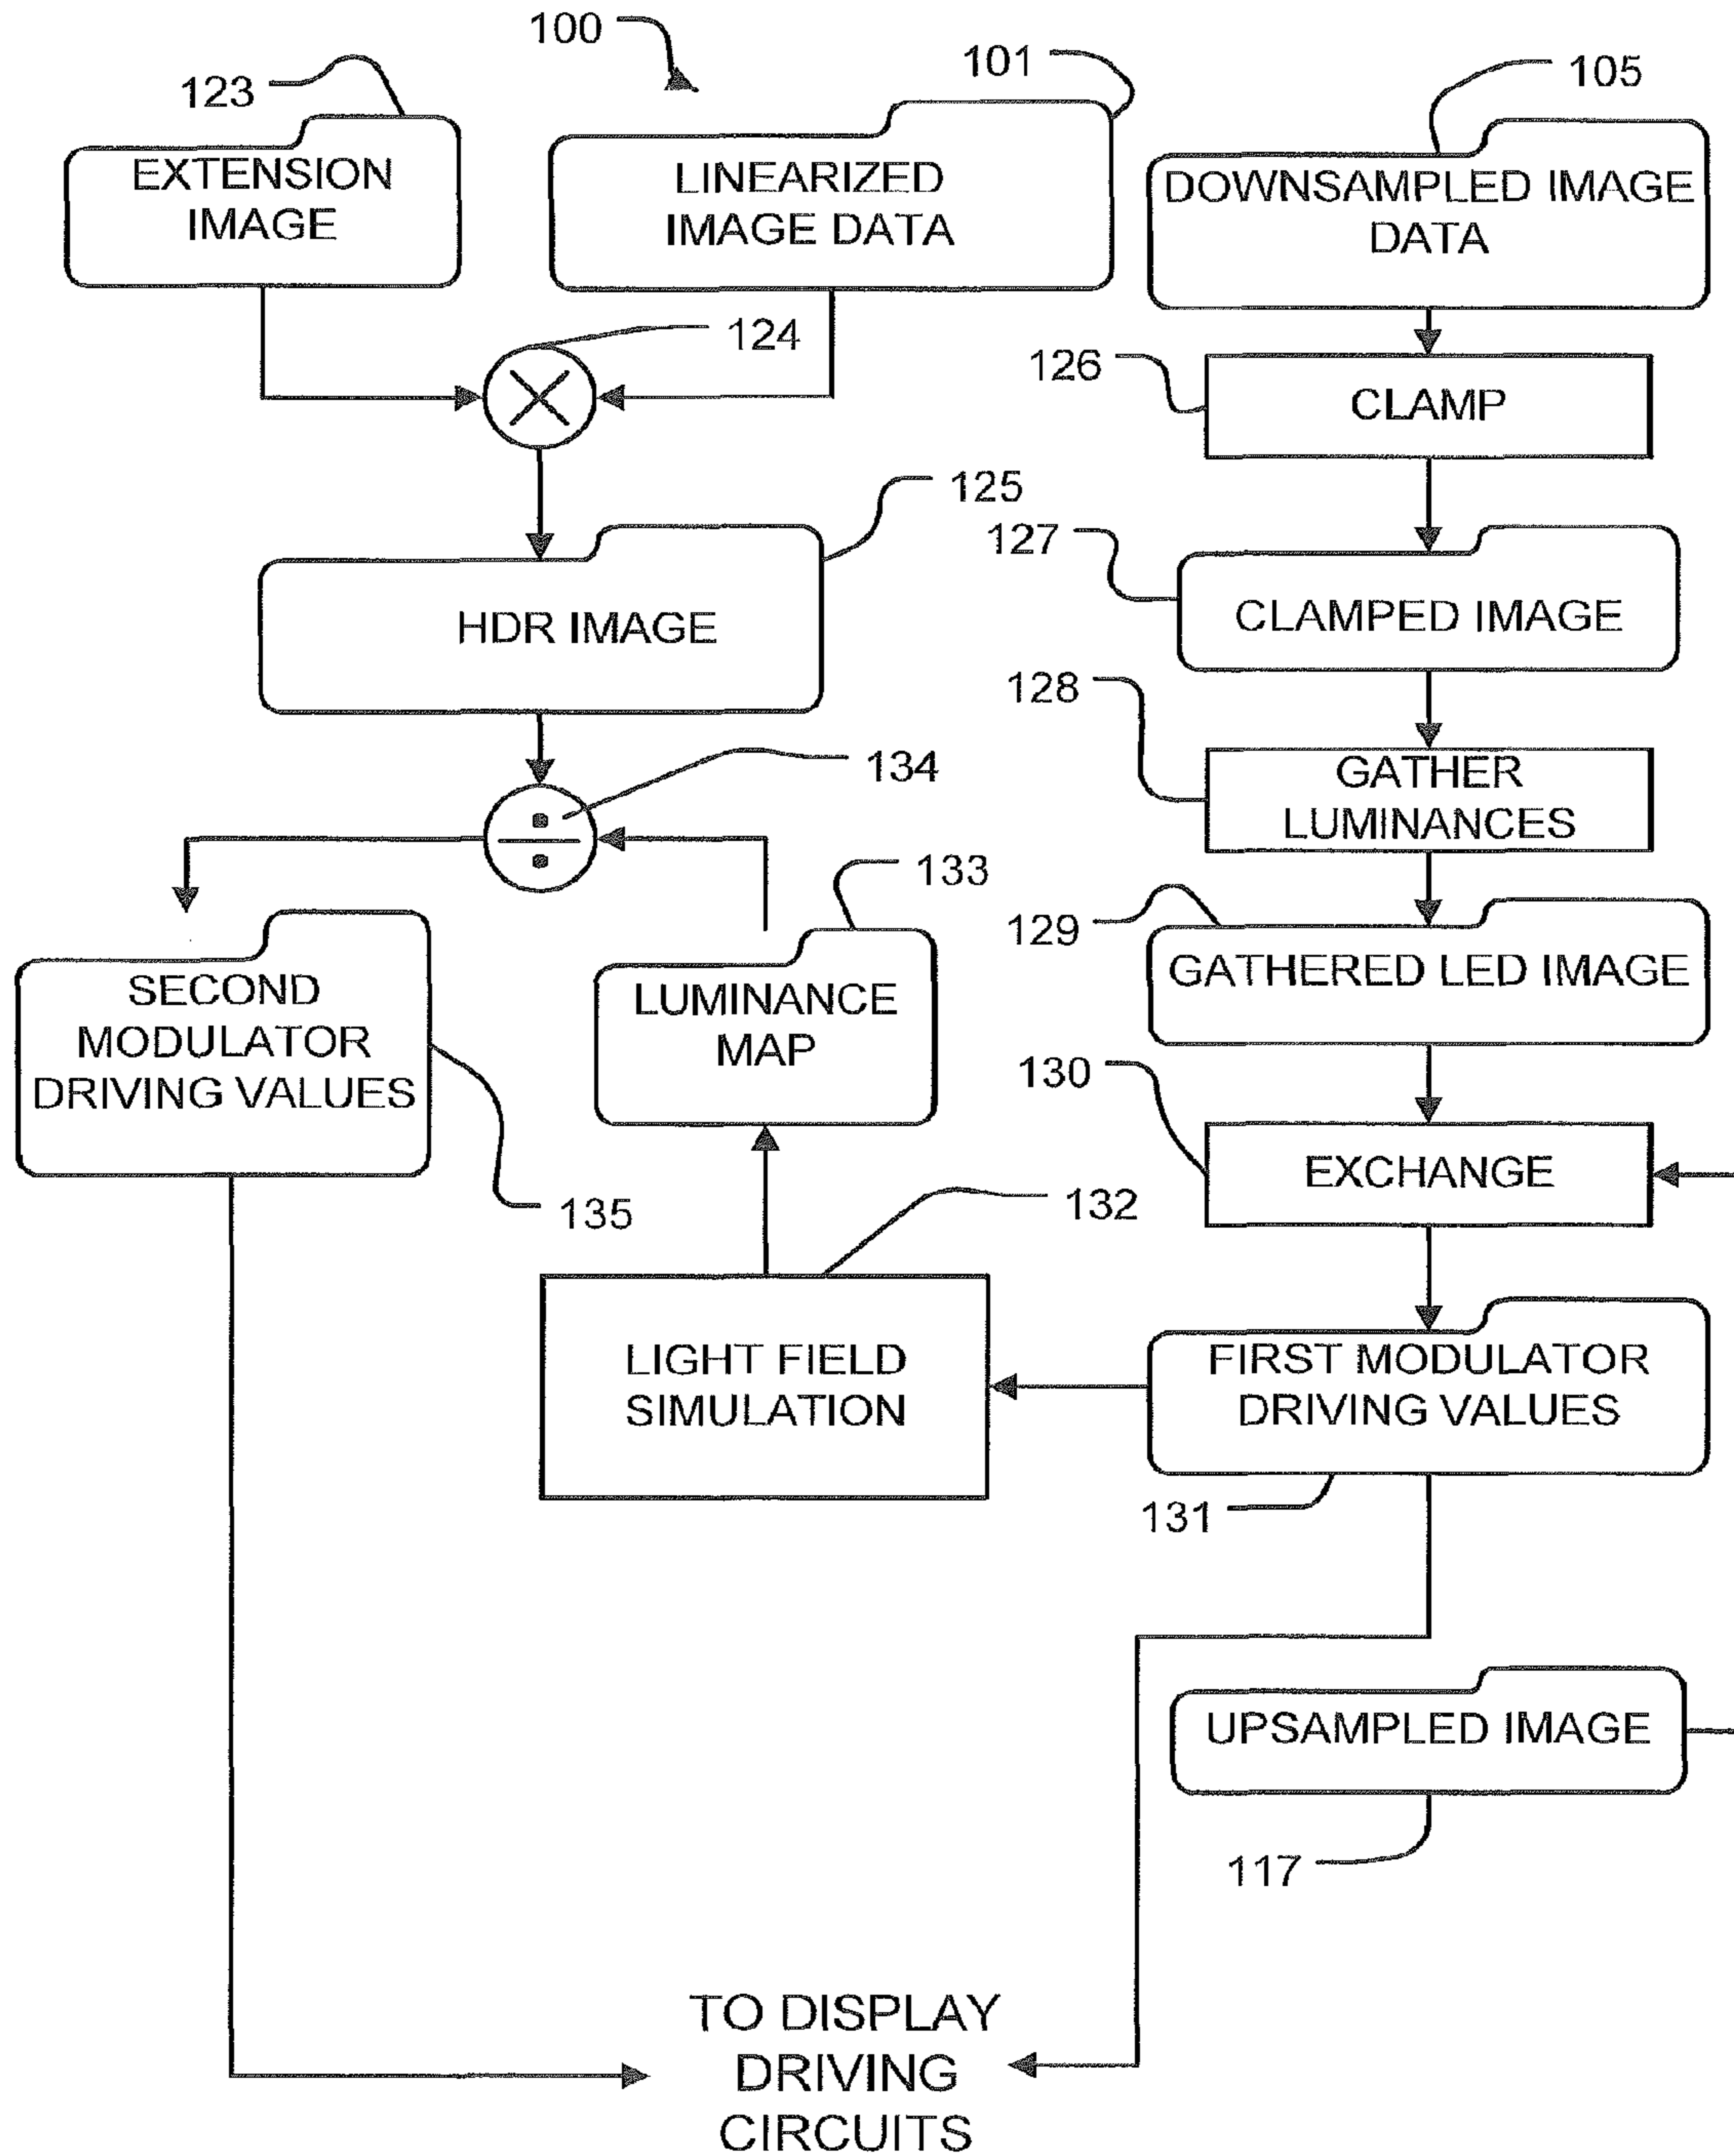 100
101
105
123
EXTENSION
IMAGE
LINEARIZED
IMAGE DATA
DOWNSAMPLED IMAGE
DATA
124
126
CLAMP
125
127
HDR IMAGE
CLAMPED IMAGE
128
134
GATHER
LUMINANCES
133
129
SECOND
MODULATOR
DRIVING VALUES
LUMINANCE
MAP
GATHERED LED IMAGE
130
EXCHANGE
135
132
LIGHT FIELD
SIMULATION
FIRST MODULATOR
DRIVING VALUES
131
UPSAMPLED IMAGE
117
TO DISPLAY
DRIVING
CIRCUITS